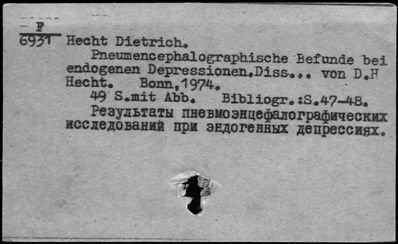 F
6931 Hecht Dietrich.
Pneumencephalographische Befunde bei
endogenen Depressionen.Diss... von D.H
Hecht. Bonn,1974.
49 S.mit Abb. Bibliogr.:S.47-48.
Результаты пневмоэнцефалографических
исследований при эндогенных депрессиях.